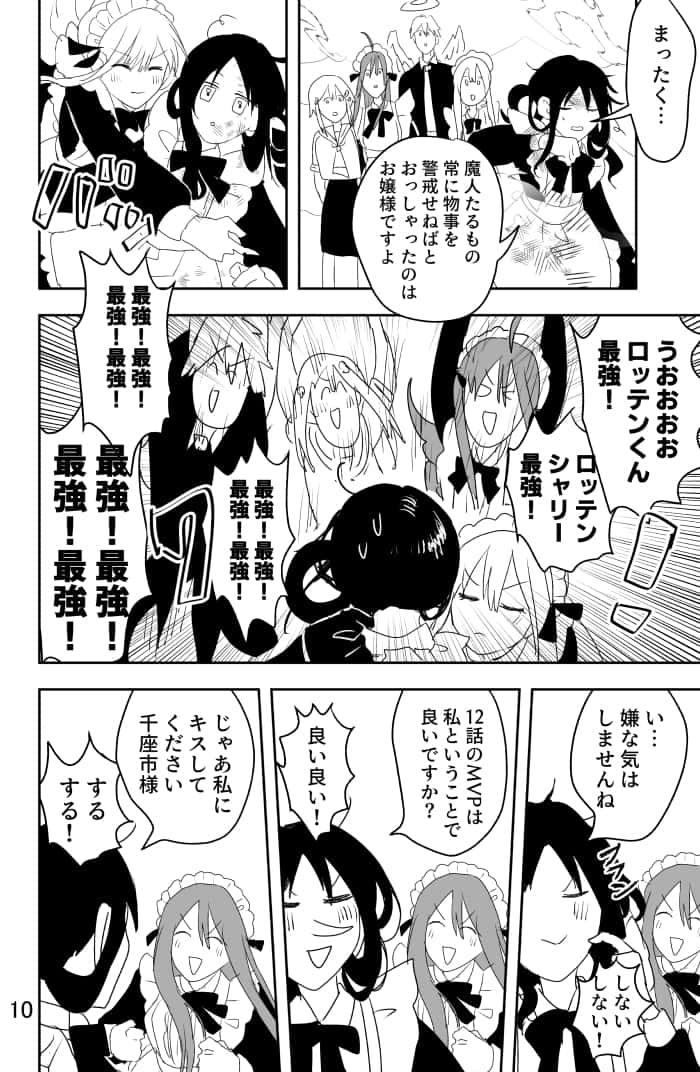 まったく…
魔人たるもの
常に物事を
警戒せねばと
おっしゃったのは
お嬢様ですよ
うおおおお
ロッテンくん
最強！
ロッテン
シャリー
最強！
最強！最強！
最強！最強！
最強！最強！
最強！最強！
最強！最強！
最強！最強！
い…
嫌な気は
しませんね
しない
しない！
12話のMVPは
私ということで
良いですか？
良い良い！
じゃあ私に
キスして
ください
千座市様
する
する！
10